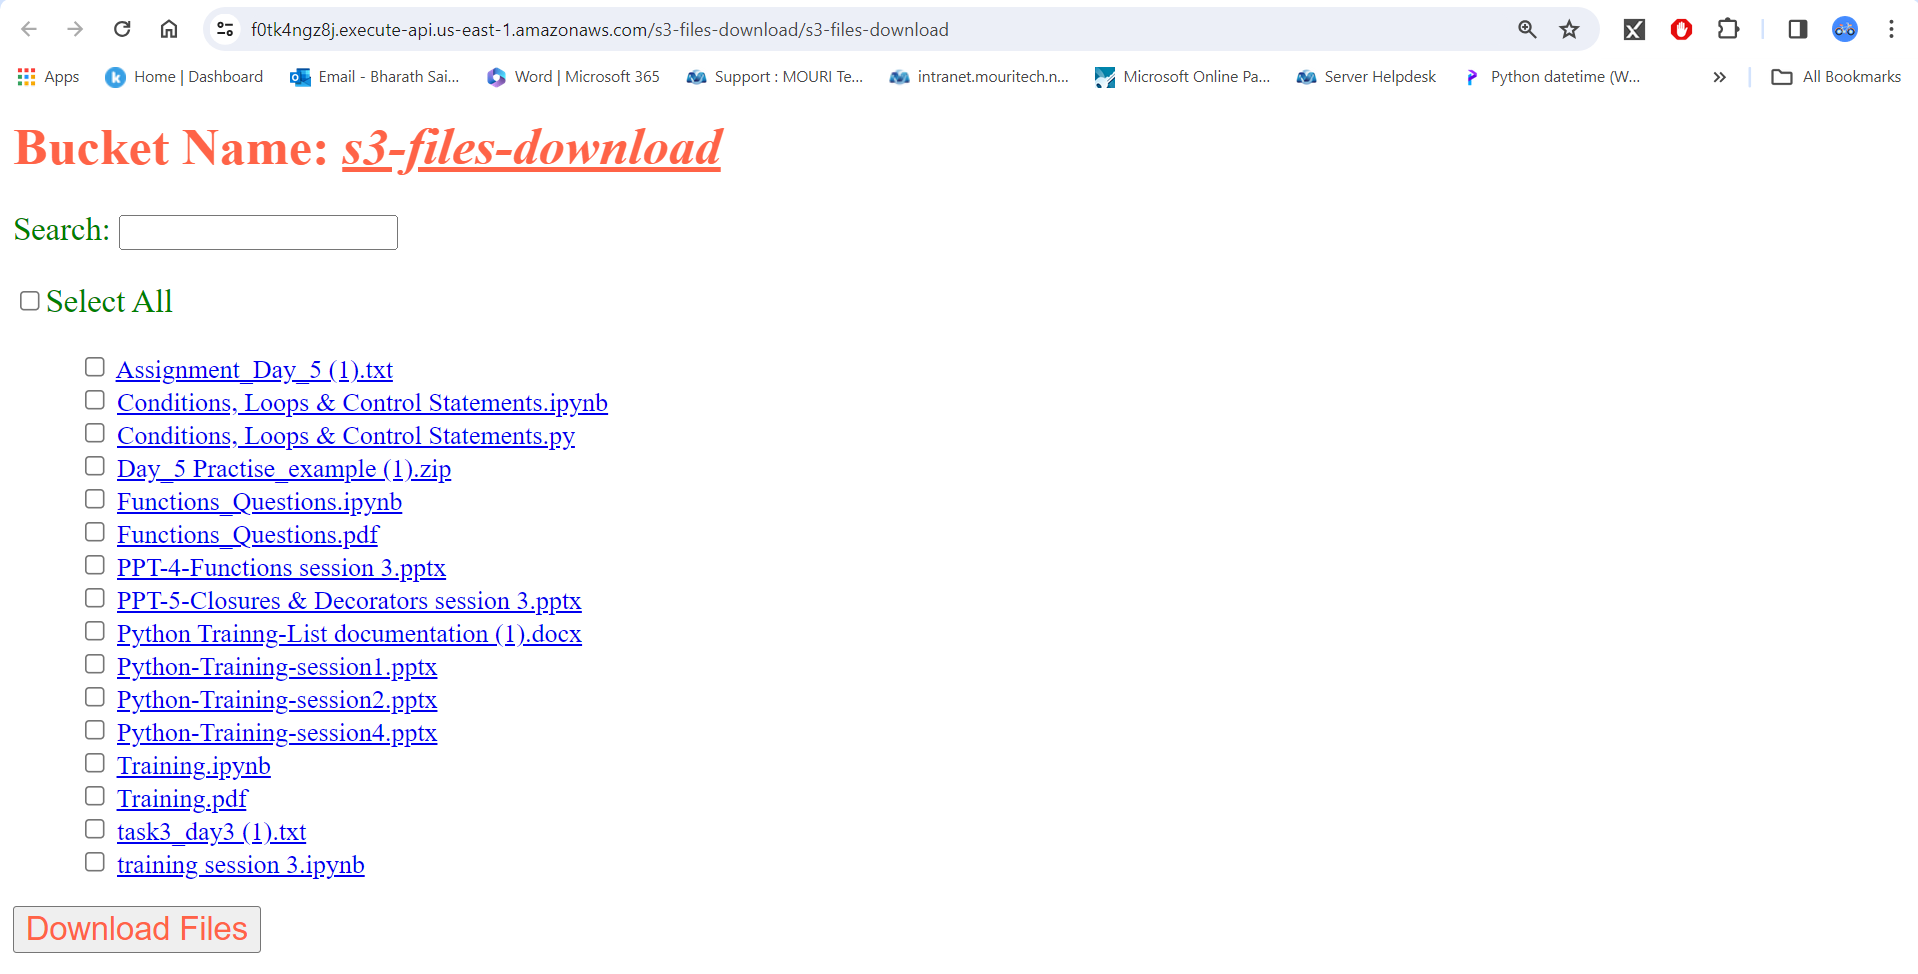 f0tk4ngz8j.execute-api.us-east-1.amazonaws.com/s3-files-download/s3-files-download
Apps Home | Dashboard Email - Bharath Sai... Word | Microsoft 365 Support : MOURI Te... intranet.mouritech.n... Microsoft Online Pa... Server Helpdesk Python datetime (W... » All Bookmarks
Bucket Name: s3-files-download
Search:
Select All
Assignment_Day_5 (1).txt
Conditions, Loops & Control Statements.ipynb
Conditions, Loops & Control Statements.py
Day_5 Practise_example (1).zip
Functions_Questions.ipynb
Functions_Questions.pdf
PPT-4-Functions session 3.pptx
PPT-5-Closures & Decorators session 3.pptx
Python Trainng-List documentation (1).docx
Python-Training-session1.pptx
Python-Training-session2.pptx
Python-Training-session4.pptx
Training.ipynb
Training.pdf
task3_day3 (1).txt
training session 3.ipynb
Download Files